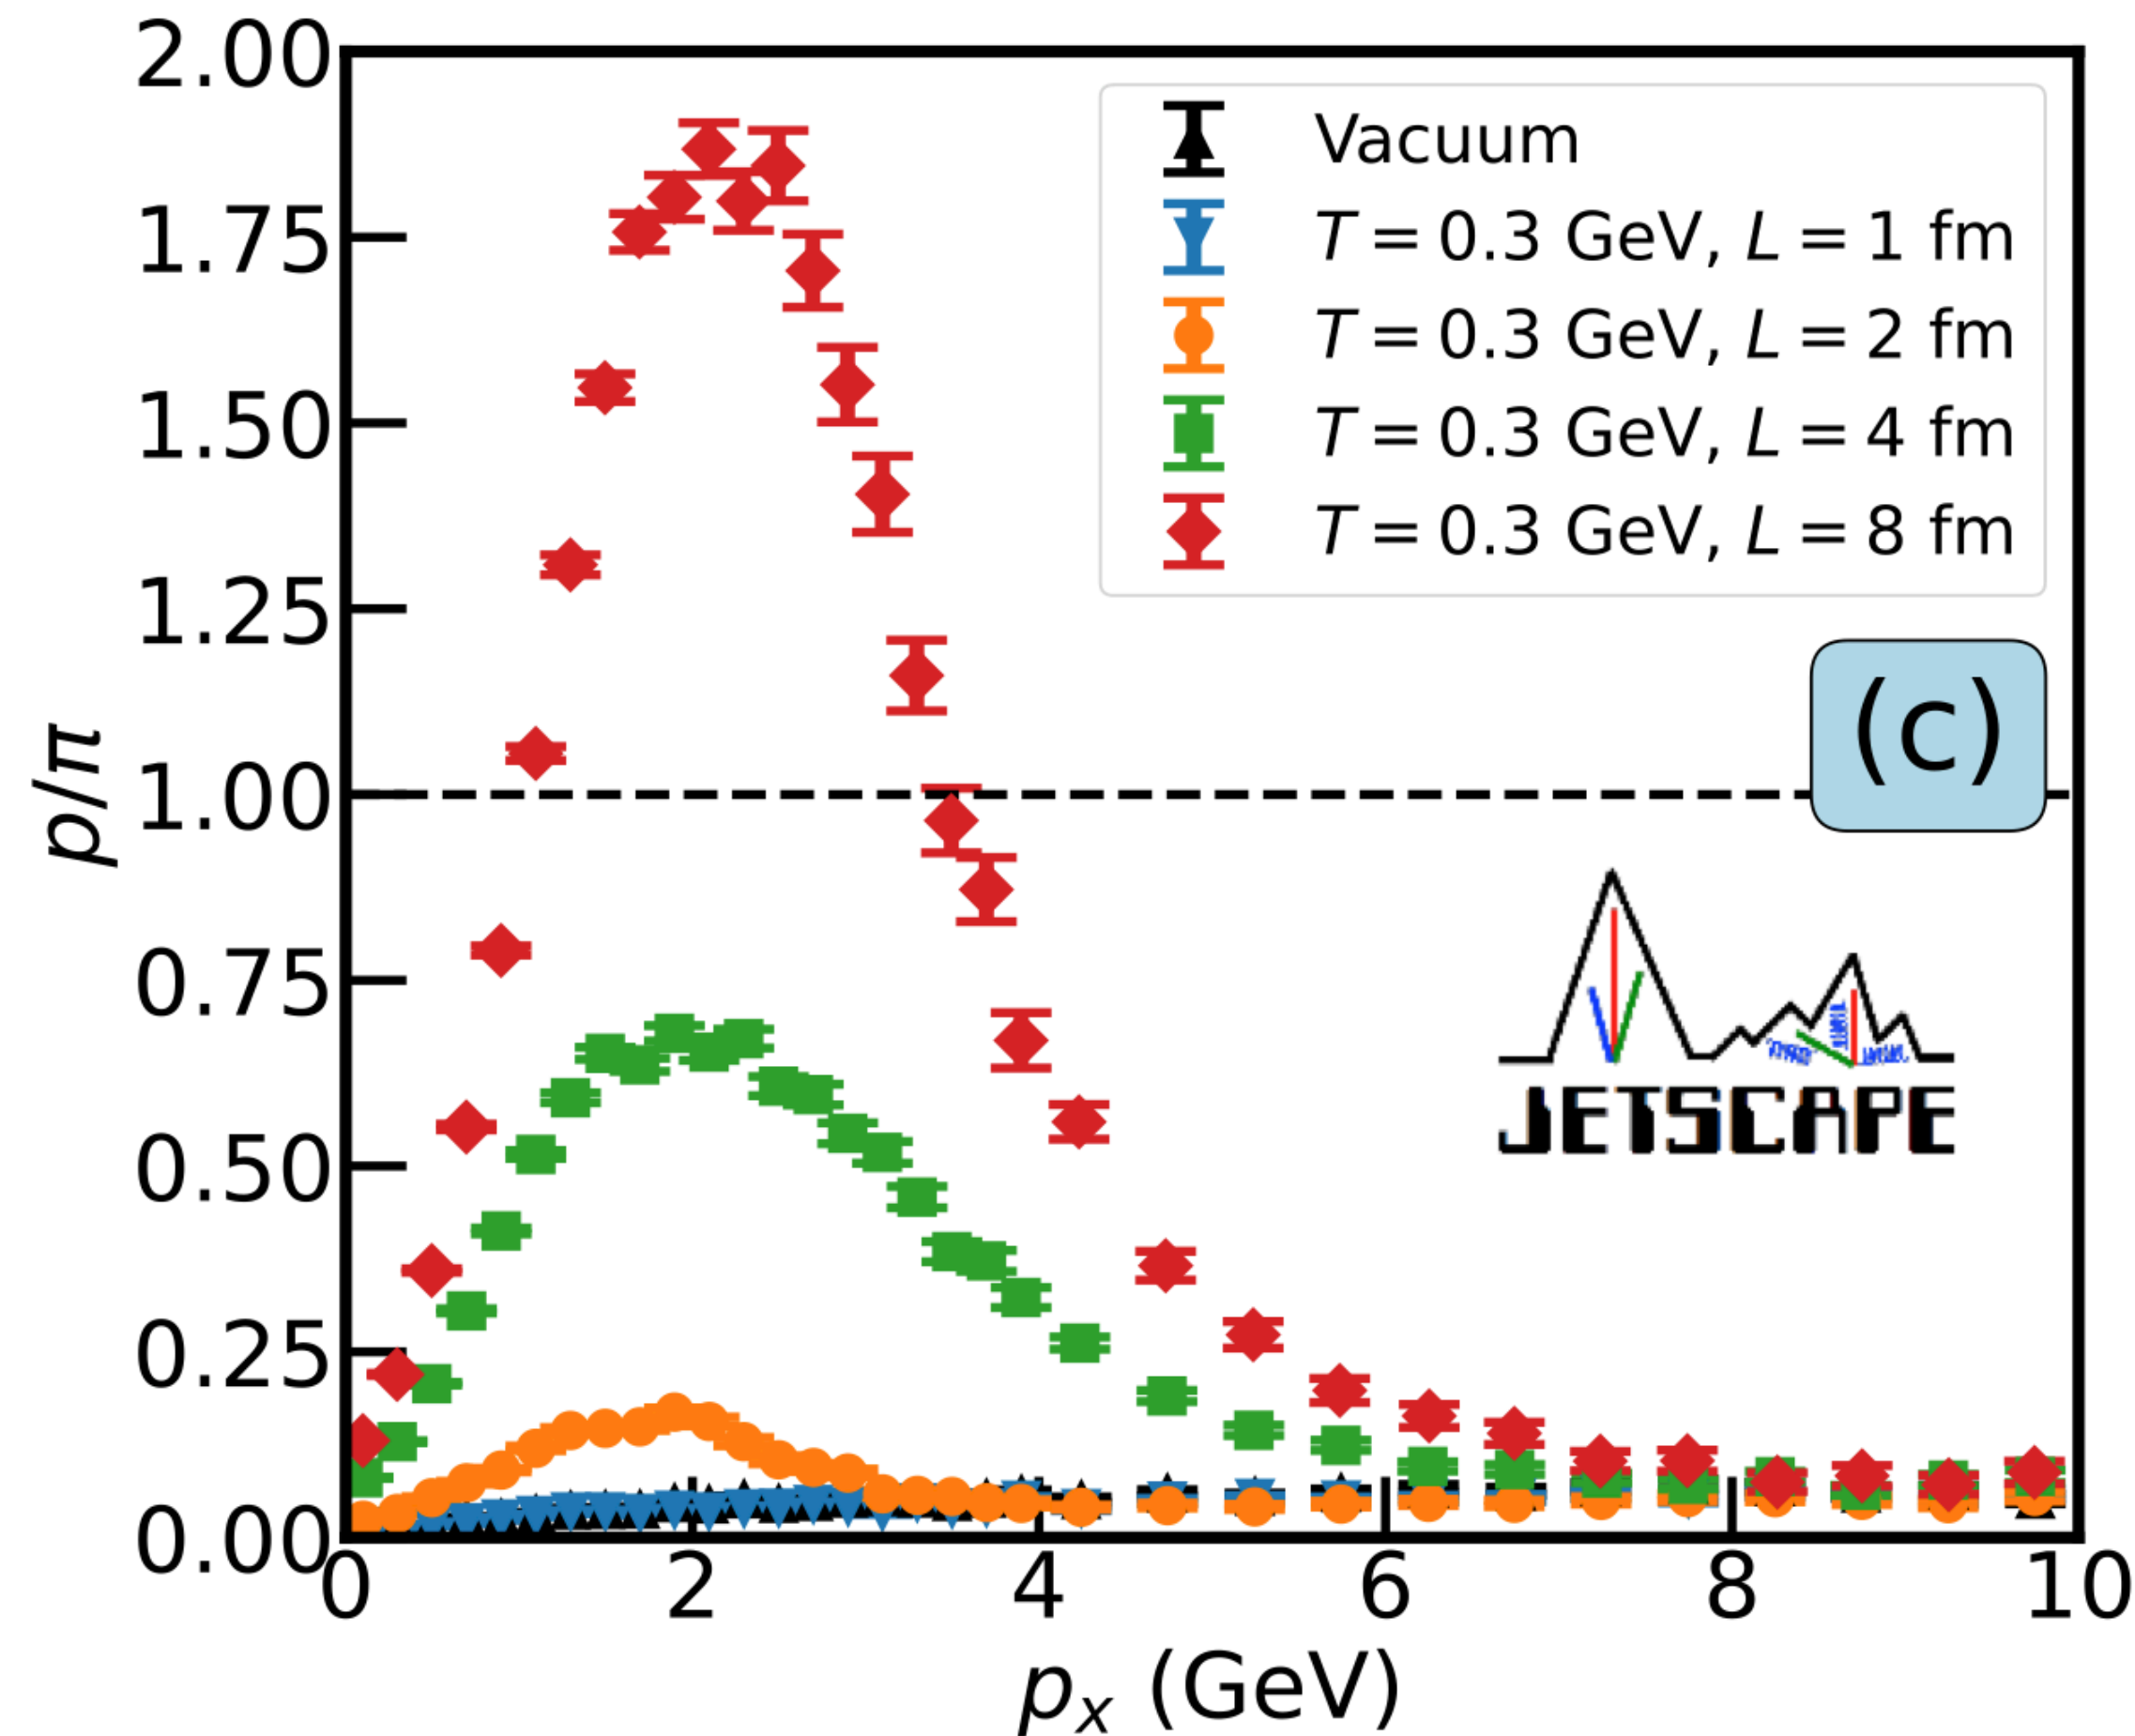 2.00
1.75
1.50
1.25
1.00
0.75
0.50
0.25
0.00
p/π
Vacuum
T = 0.3 GeV, L = 1 fm
T = 0.3 GeV, L = 2 fm
T = 0.3 GeV, L = 4 fm
T = 0.3 GeV, L = 8 fm
(c)
JETSCAPE
0 2 4 6 8 10
pₓ (GeV)